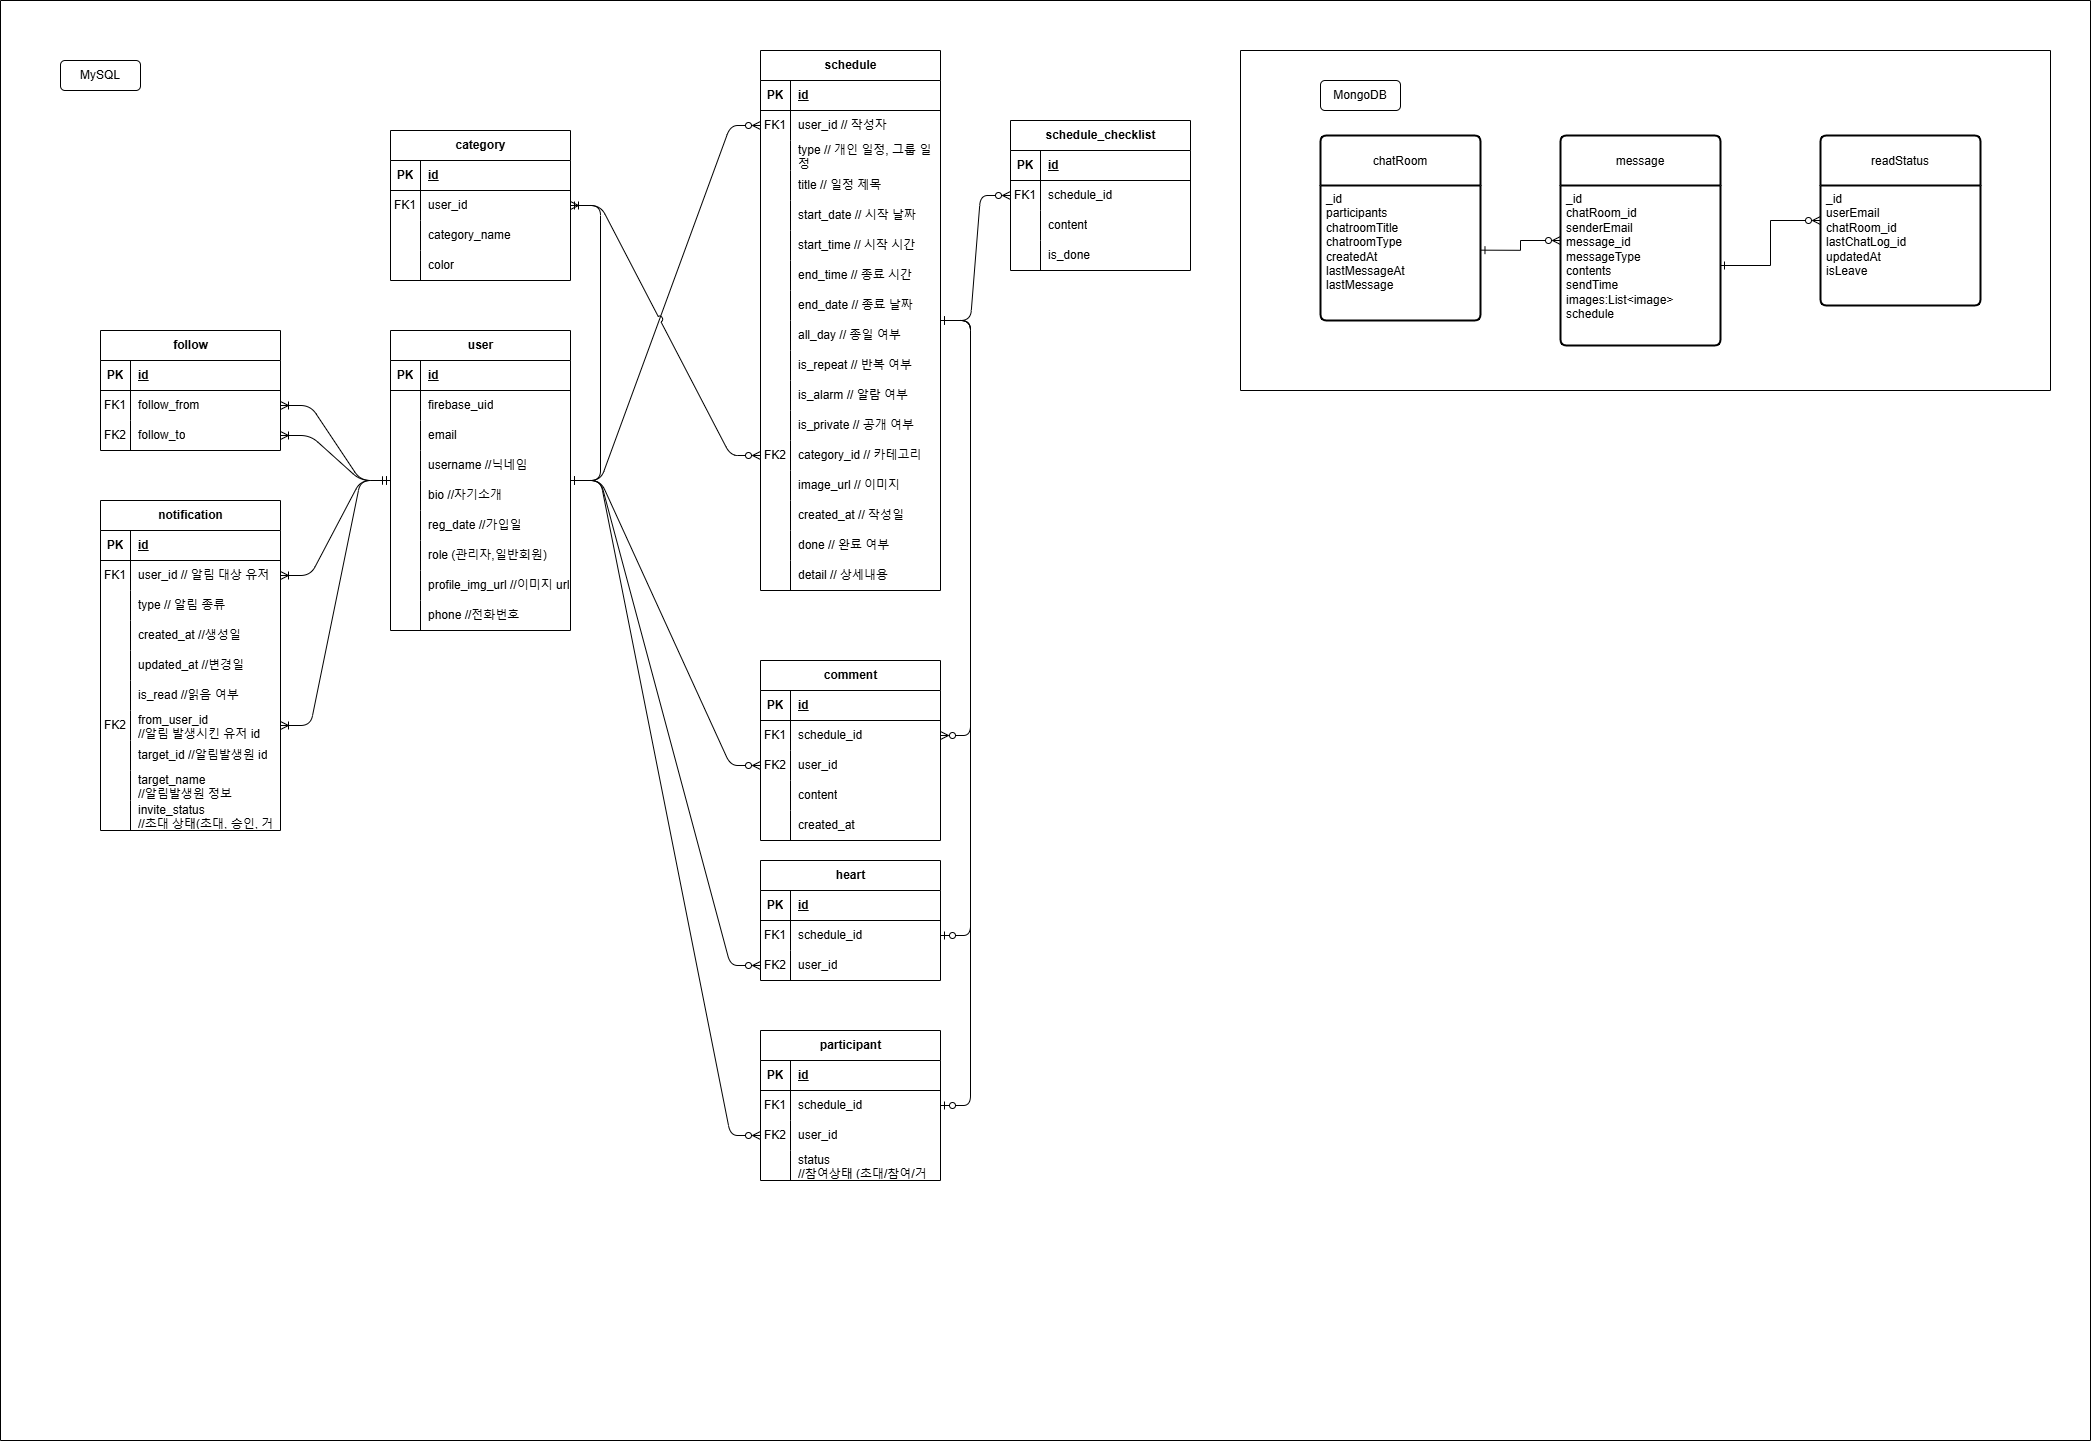 MySQL
category
PK id
FK1 user_id
category_name
color
follow
PK id
FK1 follow_from
FK2 follow_to
notification
PK id
FK1 user_id // 알림 대상 유저
type // 알림 종류
created_at //생성일
updated_at //변경일
is_read //읽음 여부
FK2 from_user_id
//알림 발생시킨 유저 id
target_id //알림발생원 id
target_name
//알림발생원 정보
invite_status
//초대 상태(초대, 승인, 거
user
PK id
firebase_uid
email
username //닉네임
bio //자기소개
reg_date //가입일
role (관리자,일반회원)
profile_img_url //이미지 url
phone //전화번호
schedule
PK id
FK1 user_id // 작성자
type // 개인 일정, 그룹 일
정
title // 일정 제목
start_date // 시작 날짜
start_time // 시작 시간
end_time // 종료 시간
end_date // 종료 날짜
all_day // 종일 여부
is_repeat // 반복 여부
is_alarm // 알람 여부
is_private // 공개 여부
FK2 category_id // 카테고리
image_url // 이미지
created_at // 작성일
done // 완료 여부
detail // 상세내용
schedule_checklist
PK id
FK1 schedule_id
content
is_done
comment
PK id
FK1 schedule_id
FK2 user_id
content
created_at
heart
PK id
FK1 schedule_id
FK2 user_id
participant
PK id
FK1 schedule_id
FK2 user_id
status
//참여상태 (초대/참여/거
MongoDB
chatRoom
_id
participants
chatroomTitle
chatroomType
createdAt
lastMessageAt
lastMessage
message
_id
chatRoom_id
senderEmail
message_id
messageType
contents
sendTime
images:List<image>
schedule
readStatus
_id
userEmail
chatRoom_id
lastChatLog_id
updatedAt
isLeave